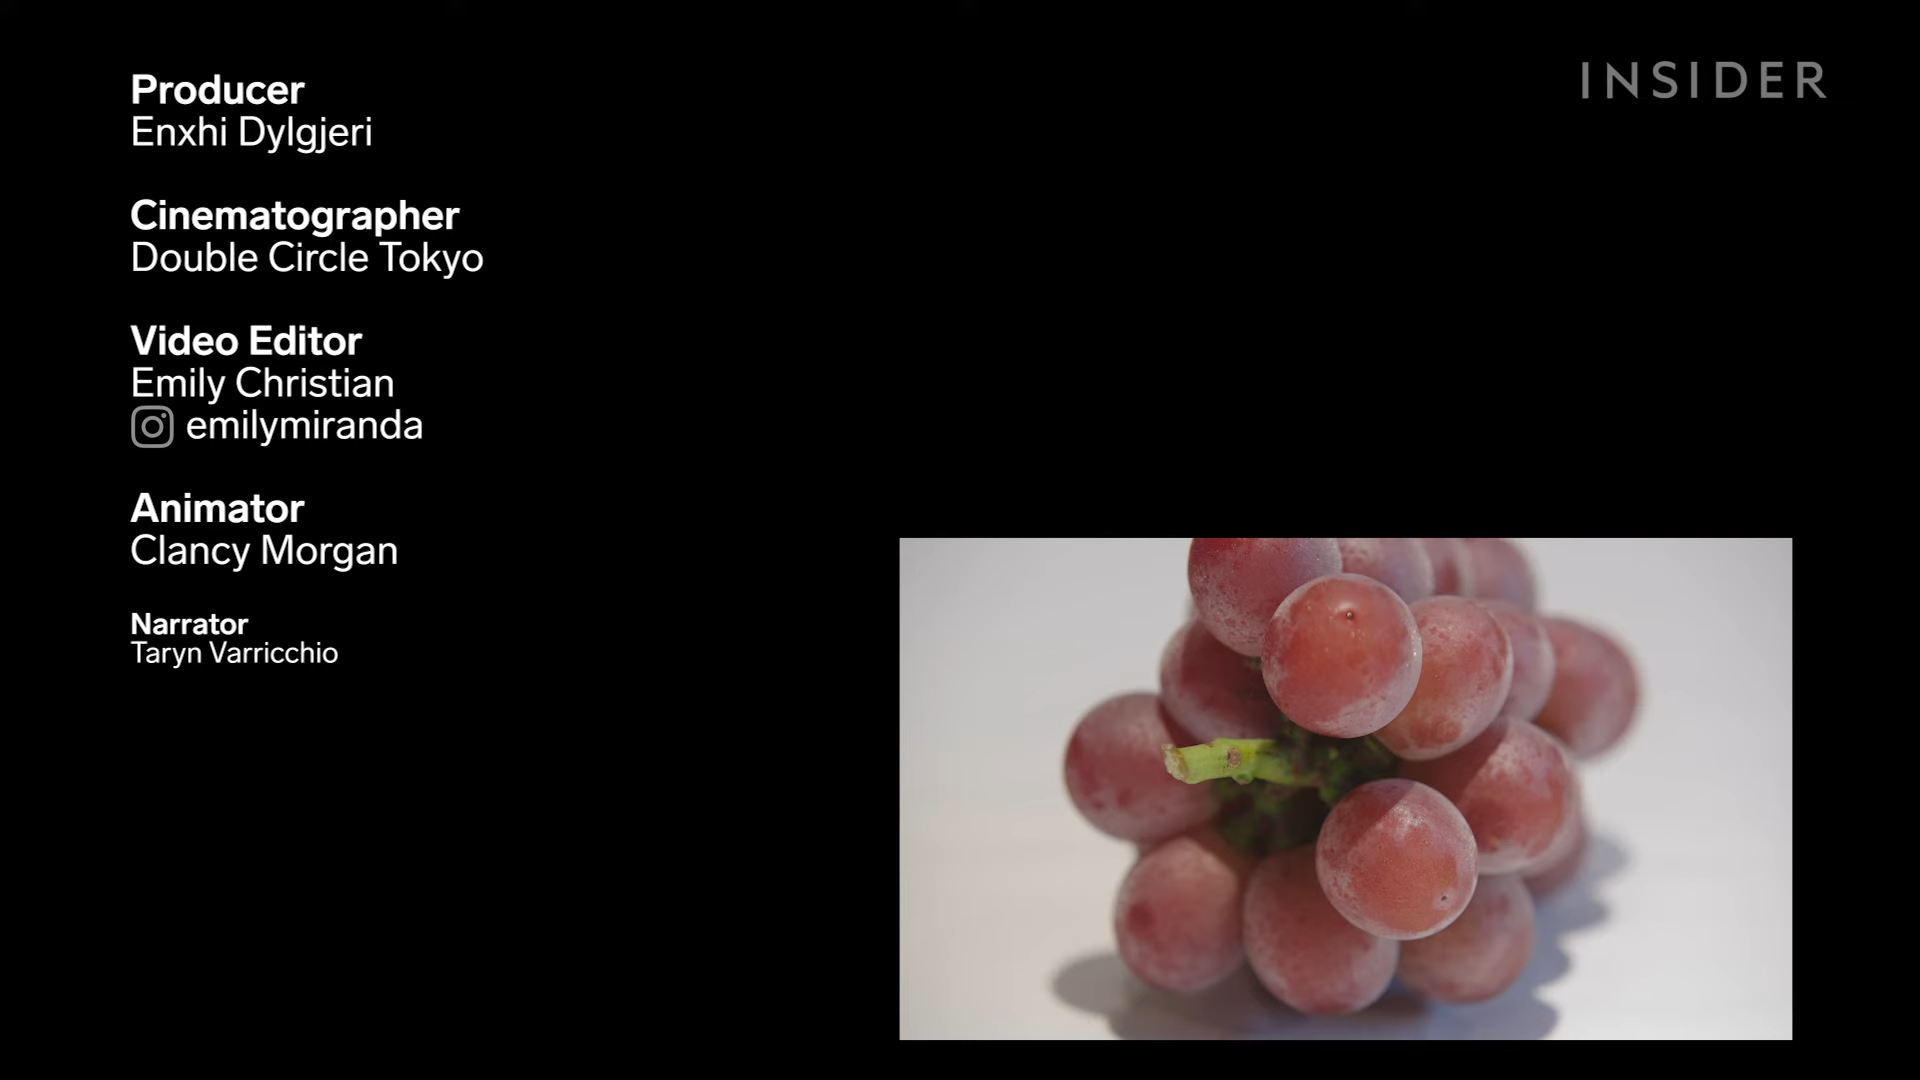 INSIDER
Producer
Enxhi Dylgjeri
Cinematographer
Double Circle Tokyo
Video Editor
Emily Christian
emilymiranda
Animator
Clancy Morgan
Narrator
Taryn Varricchio